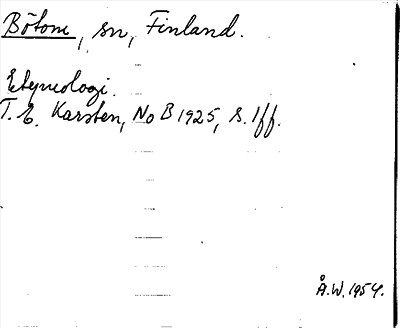 Bötom, sn, Finland.
Etymologi.
T. E. Karsten, NoB 1925, s. 1ff.
Å.W. 1954.